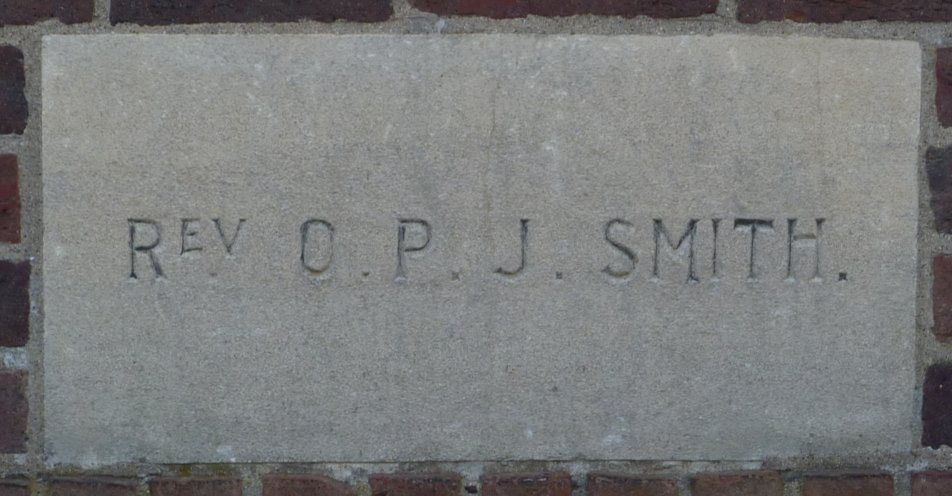 REV. O. P. J. SMITH.